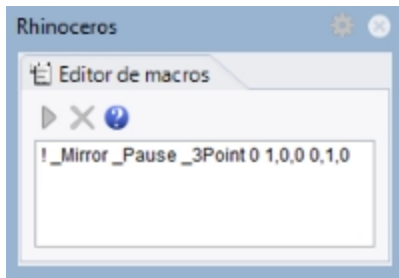 Rhinoceros
Editor de macros
! _Mirror _Pause _3Point 0 1,0,0 0,1,0